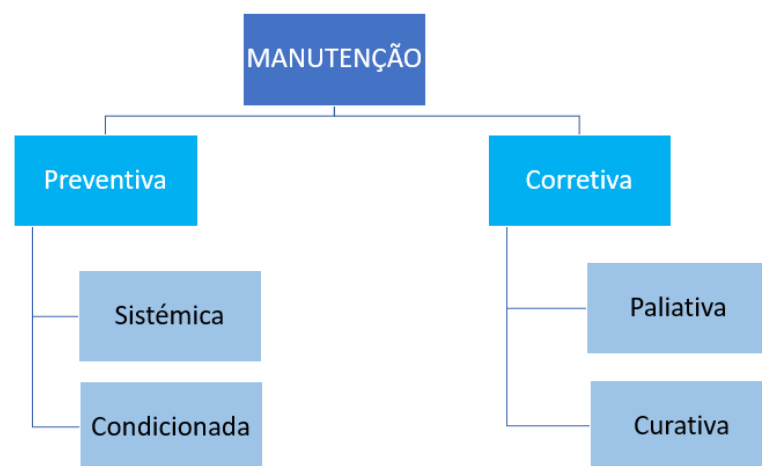 MANUTENÇÃO
Preventiva
Corretiva
Sistémica
Paliativa
Condicionada
Curativa